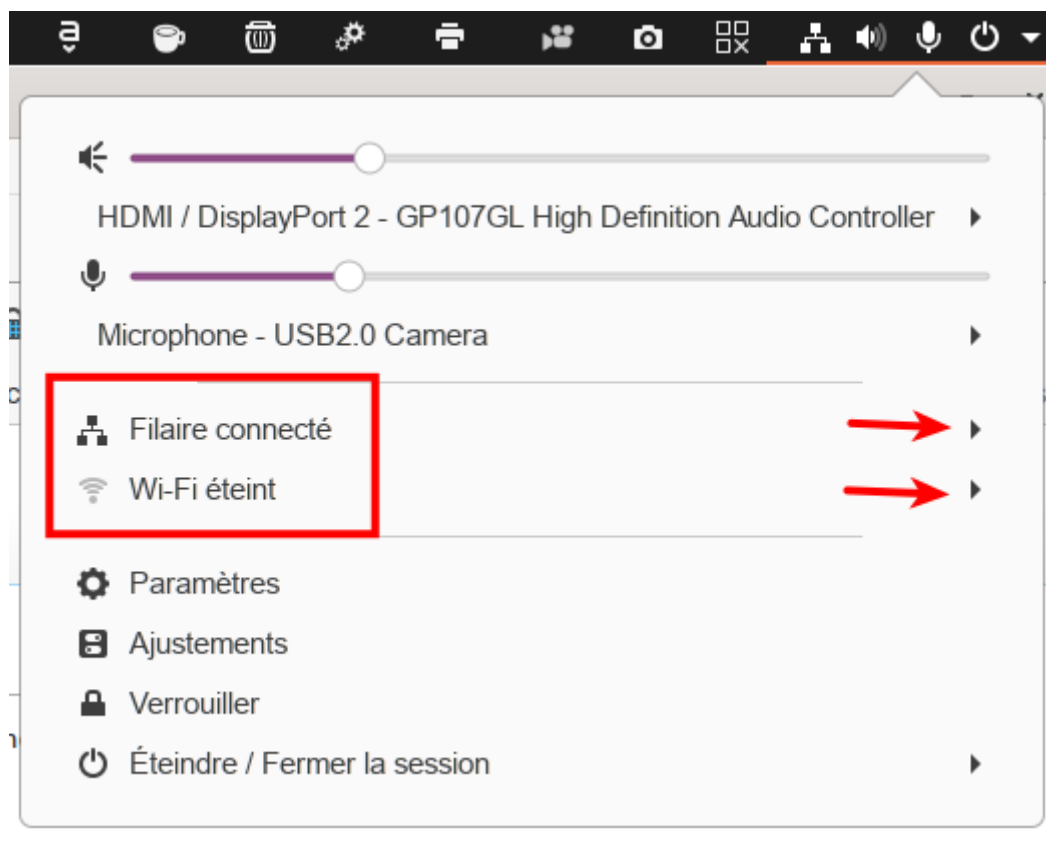 HDMI / DisplayPort 2 - GP107GL High Definition Audio Controller
Microphone - USB2.0 Camera
Filaire connecté
Wi-Fi éteint
Paramètres
Ajustements
Verrouiller
Éteindre / Fermer la session